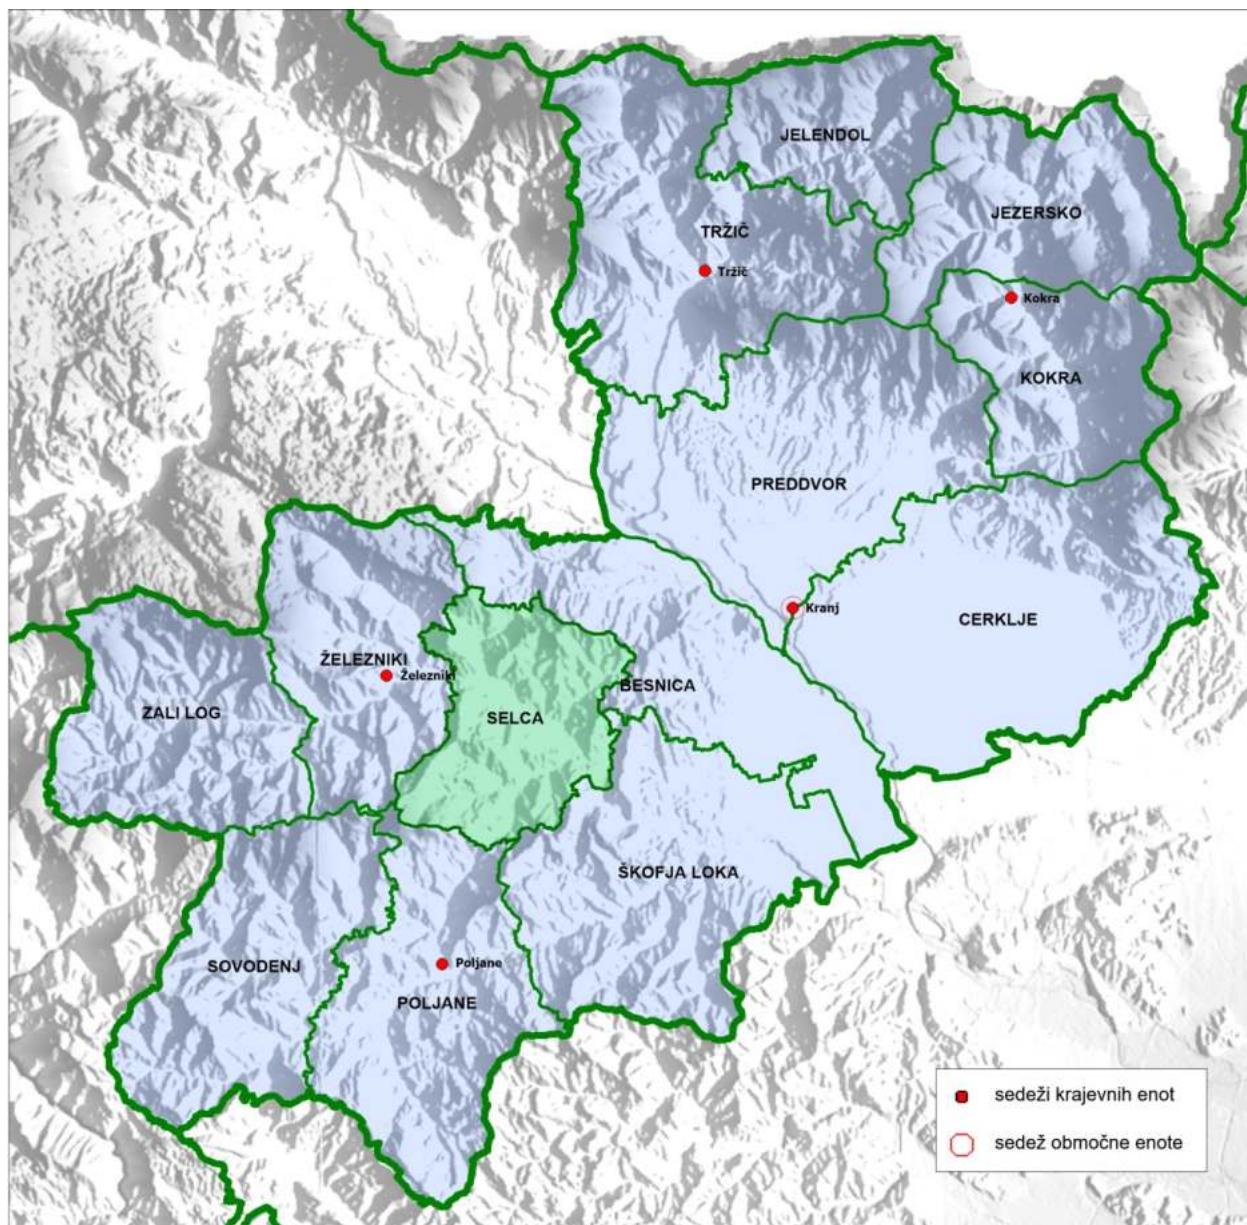 JELENDOL
JEZERSKO
TRŽIČ
Tržič
Kokra
KOKRA
PREDDVOR
Kranj
CERKLJE
ŽELEZNIKI
Železniki
BESNICA
ZALI LOG
SELCA
ŠKOFJA LOKA
SOVODENJ
Poljane
POLJANE
sedeži krajevnih enot
sedež območne enote